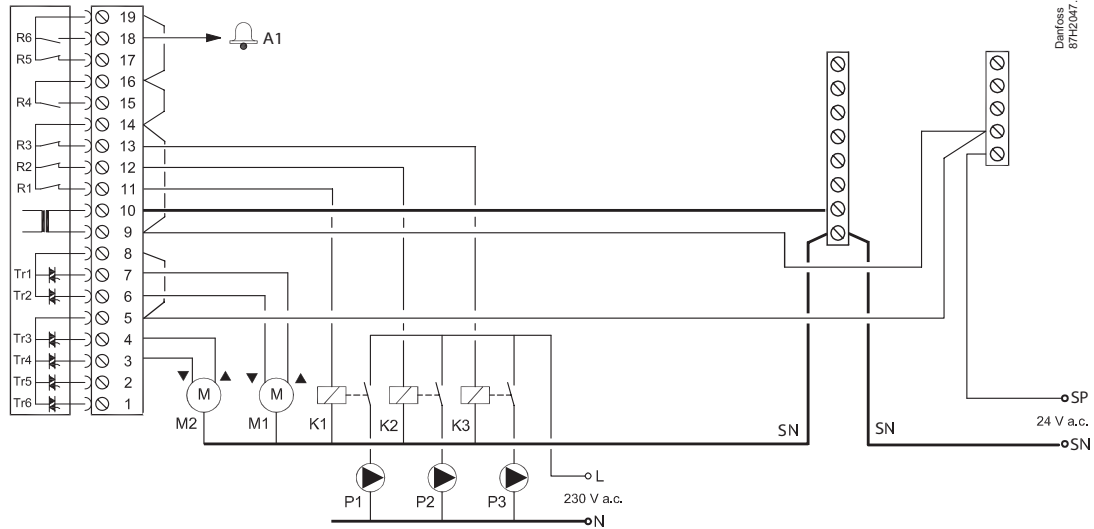 Danfoss
87H2047.
19
R6 18 A1
R5 17
16
R4 15
14
R3 13
R2 12
R1 11
10
9
8
Tr1 7
Tr2 6
5
Tr3 4
Tr4 3
Tr5 2
Tr6 1
M M
M2 M1 K1 K2 K3
SP
24 V a.c.
SN SN SN
P1 P2 P3
L
230 V a.c.
N